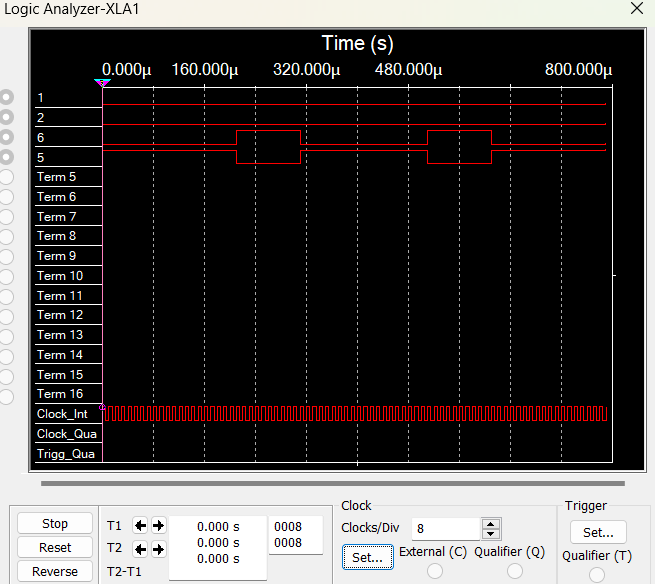 Logic Analyzer-XLA1
Time (s)
0.000μ 160.000μ 320.000μ 480.000μ 800.000μ
1
2
6
5
Term 5
Term 6
Term 7
Term 8
Term 9
Term 10
Term 11
Term 12
Term 13
Term 14
Term 15
Term 16
Clock_Int
Clock_Qua
Trigg_Qua
Stop
Reset
Reverse
T1 0.000 s 0008
T2 0.000 s 0008
T2-T1 0.000 s
Clock
Clocks/Div 8
Set...
External (C) Qualifier (Q)
Trigger
Set...
Qualifier (T)